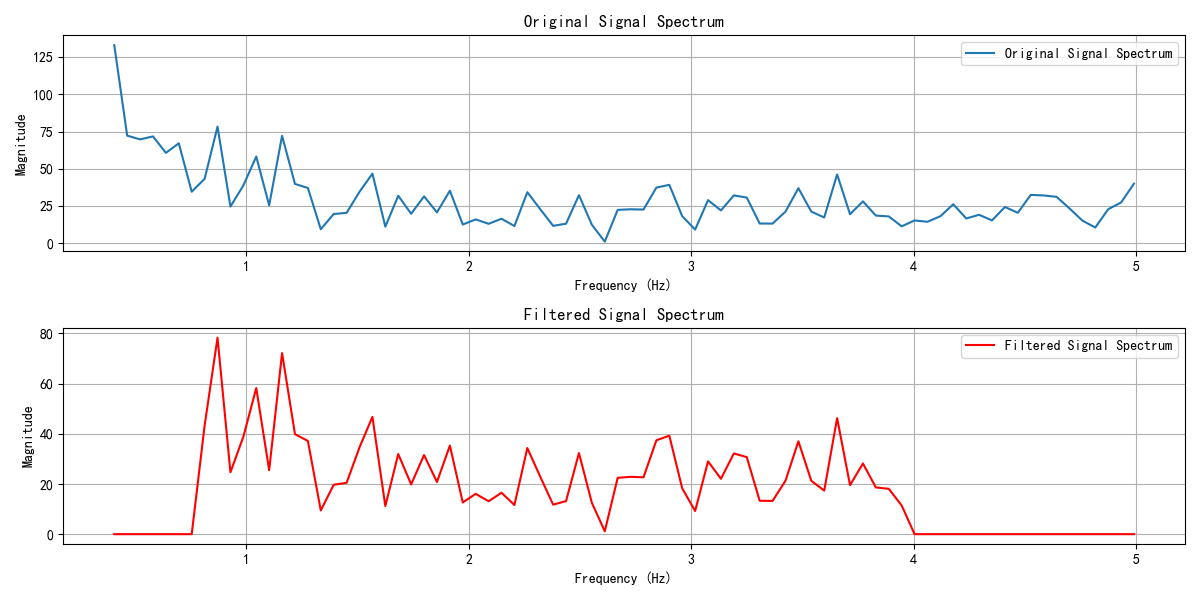 Original Signal Spectrum
Original Signal Spectrum
125
100
75
50
25
0
Magnitude
1 2 3 4 5
Frequency (Hz)
Filtered Signal Spectrum
Filtered Signal Spectrum
80
60
40
20
0
Magnitude
1 2 3 4 5
Frequency (Hz)